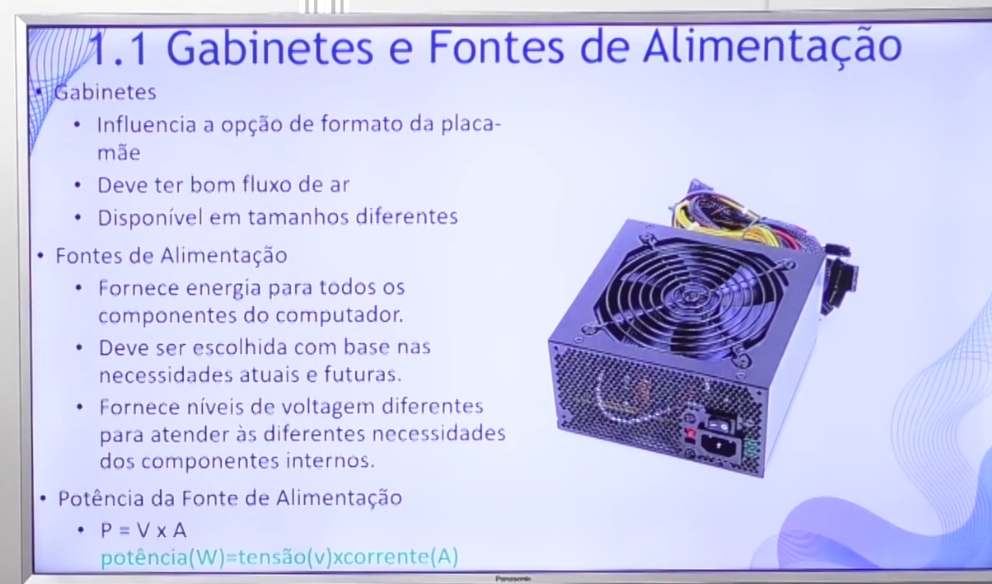 1.1 Gabinetes e Fontes de Alimentação
• Gabinetes
• Influencia a opção de formato da placa-
mãe
• Deve ter bom fluxo de ar
• Disponível em tamanhos diferentes
• Fontes de Alimentação
• Fornece energia para todos os
componentes do computador.
• Deve ser escolhida com base nas
necessidades atuais e futuras.
• Fornece níveis de voltagem diferentes
para atender às diferentes necessidades
dos componentes internos.
• Potência da Fonte de Alimentação
• P = V x A
potência(W)=tensão(v)xcorrente(A)
Panasonic